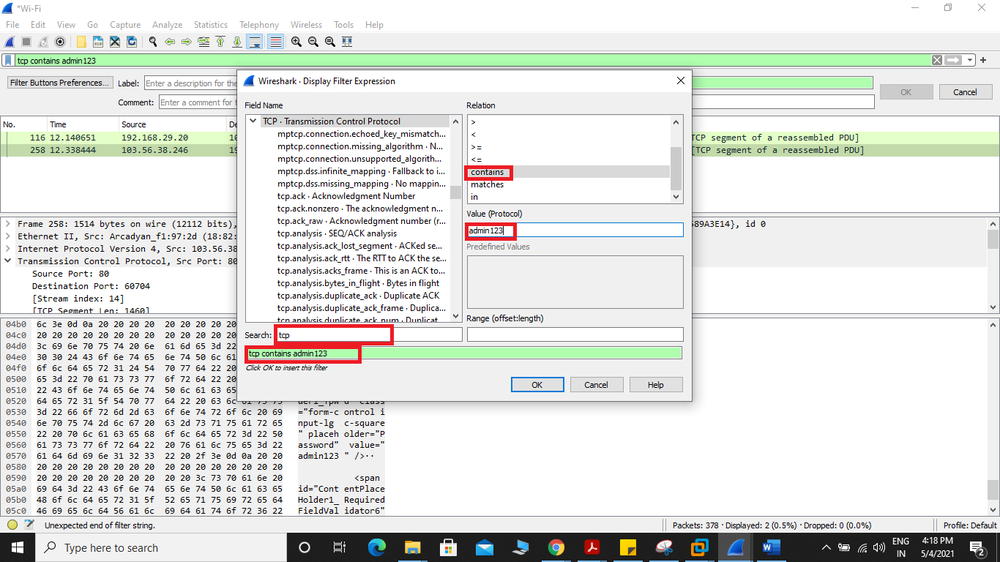 *Wi-Fi
File Edit View Go Capture Analyze Statistics Telephony Wireless Tools Help
tcp contains admin123
Filter Buttons Preferences... Label: Enter a description for the OK Cancel
Comment: Enter a comment for
Wireshark · Display Filter Expression
No. Time Source
116 12.140651 192.168.29.20 10 [TCP segment of a reassembled PDU]
258 12.338444 103.56.38.246 19 [TCP segment of a reassembled PDU]
Field Name
TCP · Transmission Control Protocol
mptcp.connection.echoed_key_mismatch...
mptcp.connection.missing_algorithm · N...
mptcp.connection.unsupported_algorith...
mptcp.dss.infinite_mapping · Fallback to i...
mptcp.dss.missing_mapping · No mappin...
tcp.ack · Acknowledgment Number
tcp.ack.nonzero · The acknowledgment n...
tcp.ack_raw · Acknowledgment number (r...
tcp.analysis · SEQ/ACK analysis
tcp.analysis.ack_lost_segment · ACKed se...
tcp.analysis.ack_rtt · The RTT to ACK the se...
tcp.analysis.acks_frame · This is an ACK to...
tcp.analysis.bytes_in_flight · Bytes in flight
tcp.analysis.duplicate_ack · Duplicate ACK
tcp.analysis.duplicate_ack_frame · Duplica...
tcp.analysis.duplicate_ack_num · Duplicat
Search: tcp
tcp contains admin123
Click OK to insert this filter
Relation
>
<
>=
<=
contains
matches
in
Value (Protocol)
admin123
Predefined Values
Range (offset:length)
OK Cancel Help
Frame 258: 1514 bytes on wire (12112 bits), 589A3E14}, id 0
Ethernet II, Src: Arcadyan_f1:97:2d (18:82:
Internet Protocol Version 4, Src: 103.56.38
Transmission Control Protocol, Src Port: 80
Source Port: 80
Destination Port: 60704
[Stream index: 14]
[TCP Segment Len: 1460]
04b0 6c 3e 0d 0a 20 20 20 20 20 20 20 20 20
04c0 20 20 20 20 20 20 20 20 20 20 20 20 20
04d0 3c 69 6e 70 75 74 20 6e 61 6d 65 3d 22
04e0 30 30 24 43 6f 6e 74 65 6e 74 50 6c 61
04f0 6f 6c 64 65 72 31 24 54 70 77 64 22 20
0500 65 3d 22 70 61 73 73 77 6f 72 64 22 20
0510 22 43 6f 6e 74 65 6e 74 50 6c 61 63 65
0520 64 65 72 31 5f 54 70 77 64 22 20 63 6c 61 73 73 der1_Tpw d" class
0530 3d 22 66 6f 72 6d 2d 63 6f 6e 74 72 6f 6c 20 69 ="form-c ontrol i
0540 6e 70 75 74 2d 6c 67 20 63 2d 73 71 75 61 72 65 nput-lg c-square
0550 22 20 70 6c 61 63 65 68 6f 6c 64 65 72 3d 22 50 " placeh older="P
0560 61 73 73 77 6f 72 64 22 20 76 61 6c 75 65 3d 22 assword" value="
0570 61 64 6d 69 6e 31 32 33 22 20 2f 3e 0d 0a 20 20 admin123 " />··
0580 20 20 20 20 20 20 20 20 20 20 20 20 20 20 20 20
0590 20 20 20 20 20 20 20 20 20 20 3c 73 70 61 6e 20 <span
05a0 69 64 3d 22 43 6f 6e 74 65 6e 74 50 6c 61 63 65 id="Cont entPlace
05b0 48 6f 6c 64 65 72 31 5f 52 65 71 75 69 72 65 64 Holder1_ Required
05c0 46 69 65 6c 64 56 61 6c 69 64 61 74 6f 72 36 22 FieldVal idator6"
Unexpected end of filter string. Packets: 378 · Displayed: 2 (0.5%) · Dropped: 0 (0.0%) Profile: Default
Type here to search
ENG
IN
4:18 PM
5/4/2021
2